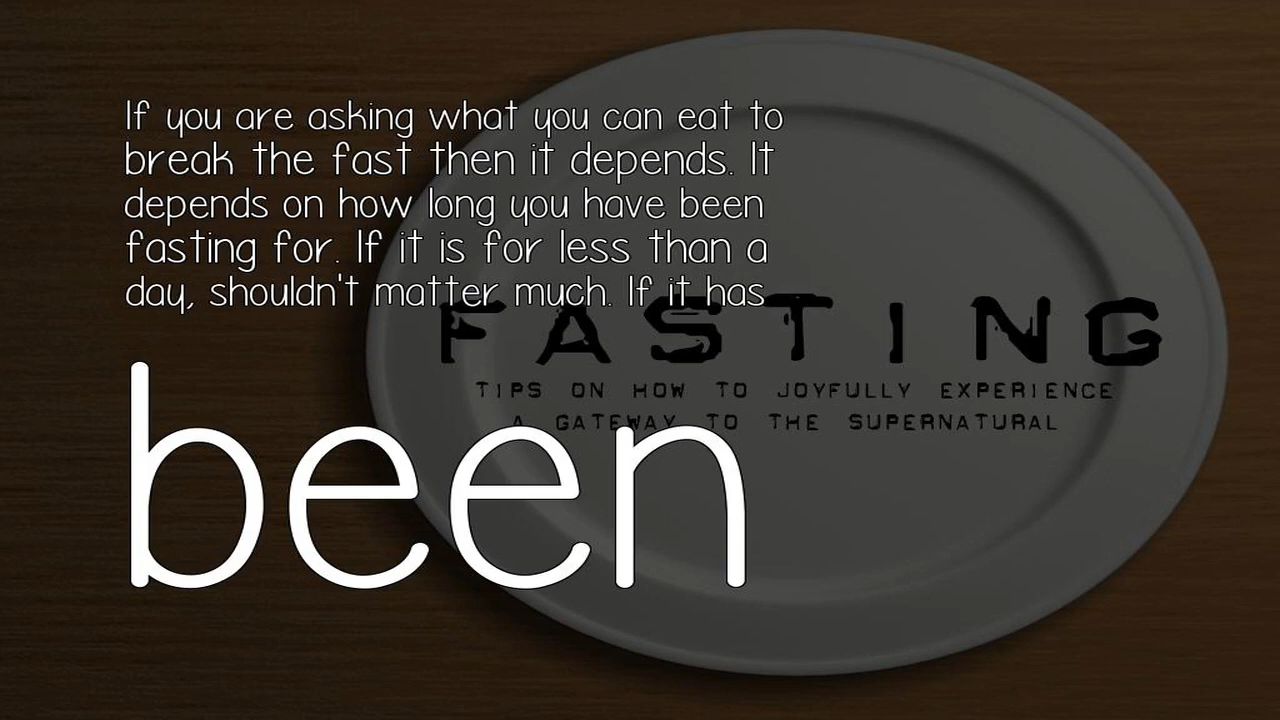 If you are asking what you can eat to
break the fast then it depends. It
depends on how long you have been
fasting for. If it is for less than a
day, shouldn't matter much. If it has
been
FASTING
TIPS ON HOW TO JOYFULLY EXPERIENCE
A GATEWAY TO THE SUPERNATURAL